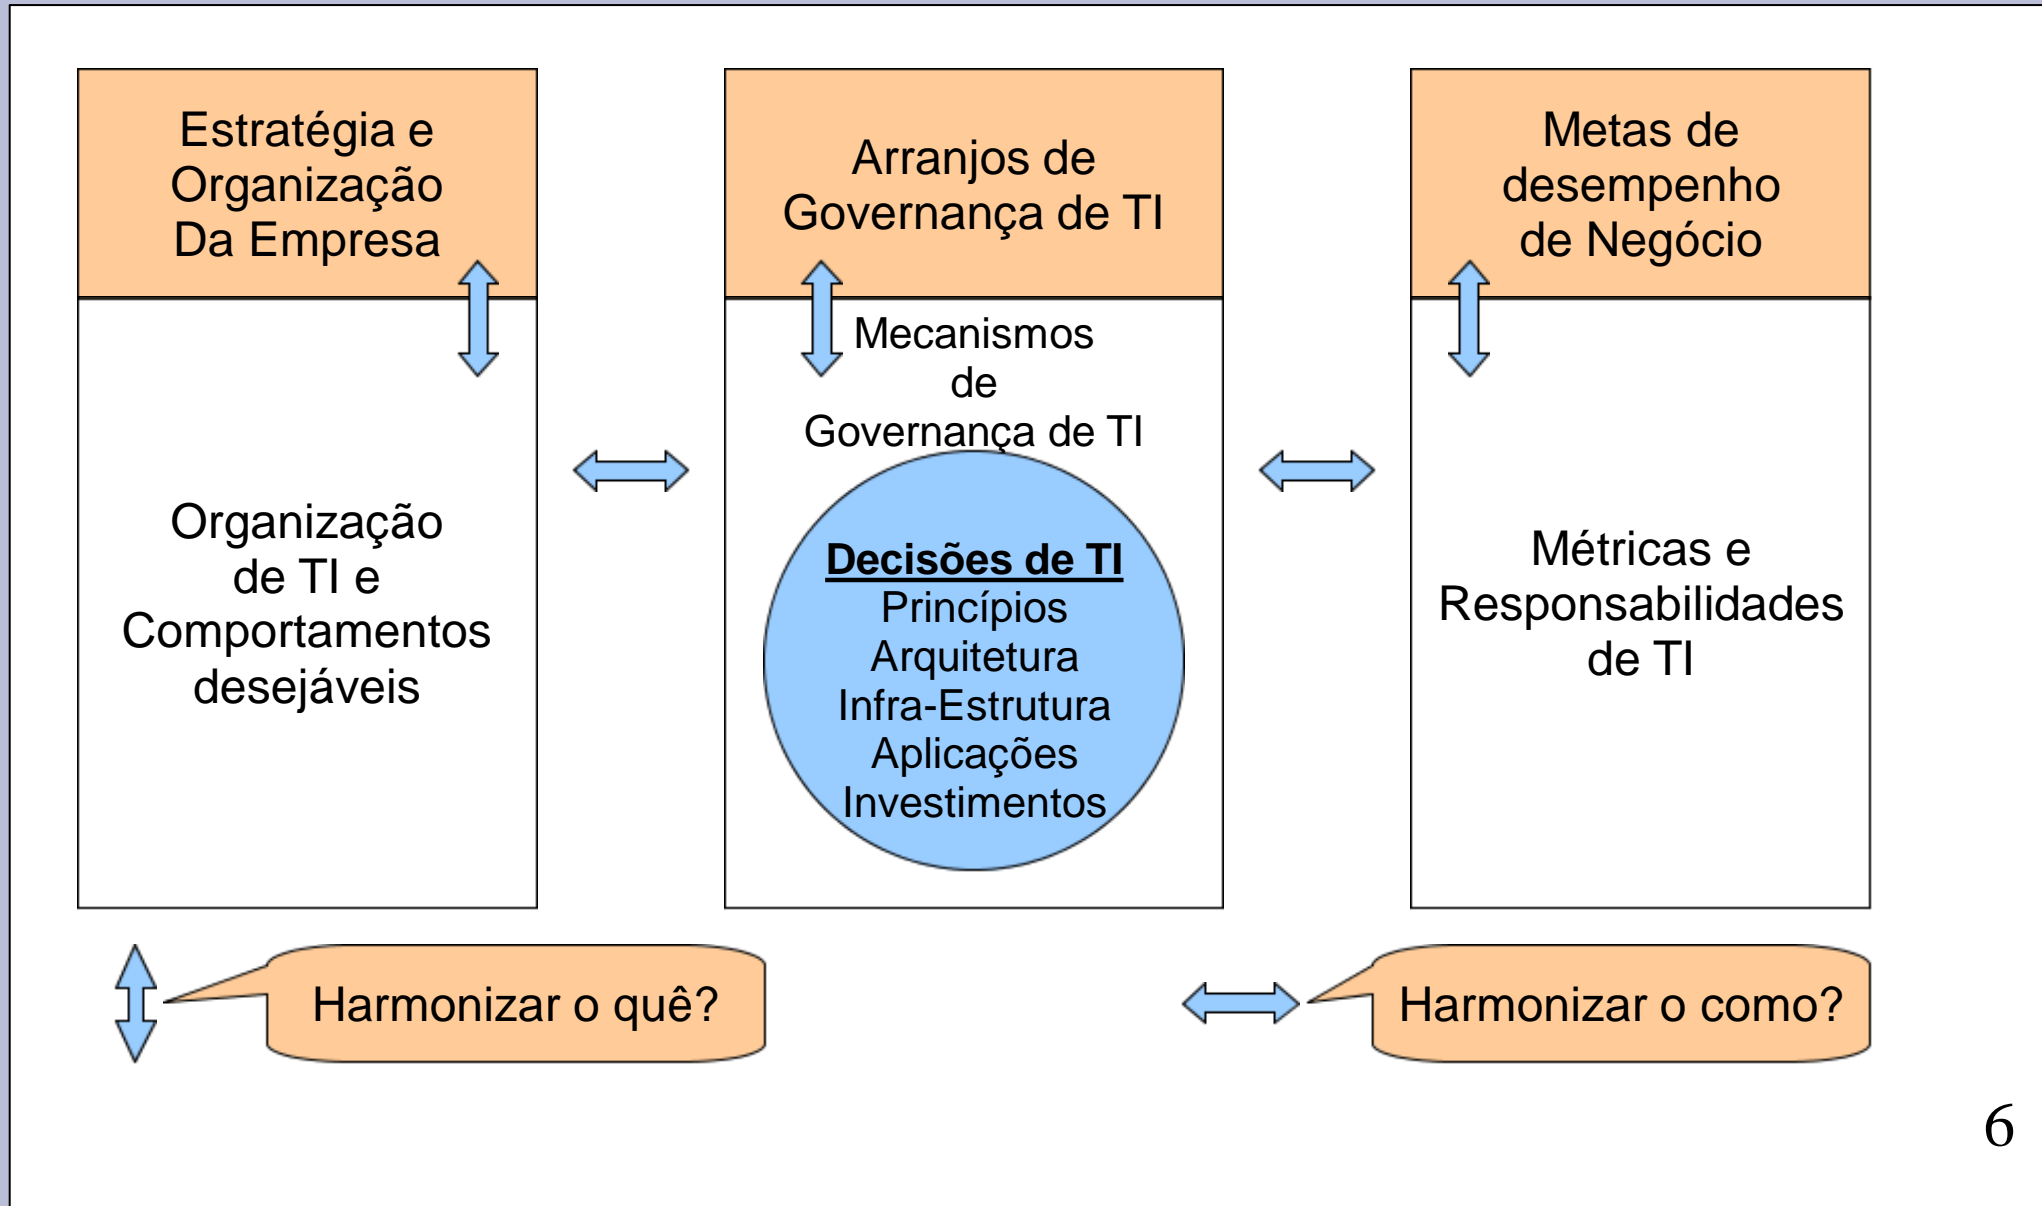 Estratégia e
Organização
Da Empresa
Organização
de TI e
Comportamentos
desejáveis
Arranjos de
Governança de TI
Mecanismos
de
Governança de TI
Decisões de TI
Princípios
Arquitetura
Infra-Estrutura
Aplicações
Investimentos
Metas de
desempenho
de Negócio
Métricas e
Responsabilidades
de TI
Harmonizar o quê?
Harmonizar o como?
6